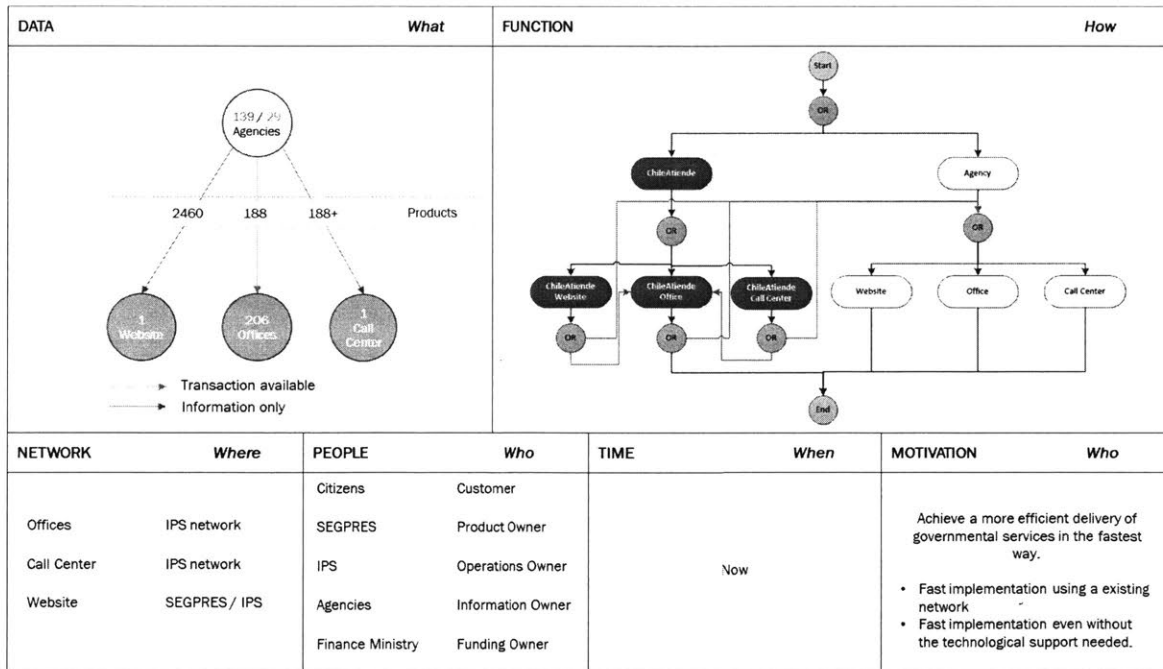 DATA What
139 / 29
Agencies
2460 188 188+ Products
1
Website
206
Offices
1
Call
Center
Transaction available
Information only
FUNCTION How
Start
OR
ChileAtiende
Agency
OR
OR
ChileAtiende
Website
ChileAtiende
Office
ChileAtiende
Call Center
Website
Office
Call Center
OR
OR
OR
End
NETWORK Where
Offices IPS network
Call Center IPS network
Website SEGPRES / IPS
PEOPLE Who
Citizens Customer
SEGPRES Product Owner
IPS Operations Owner
Agencies Information Owner
Finance Ministry Funding Owner
TIME When
Now
MOTIVATION Who
Achieve a more efficient delivery of
governmental services in the fastest
way.
• Fast implementation using a existing
network
• Fast implementation even without
the technological support needed.